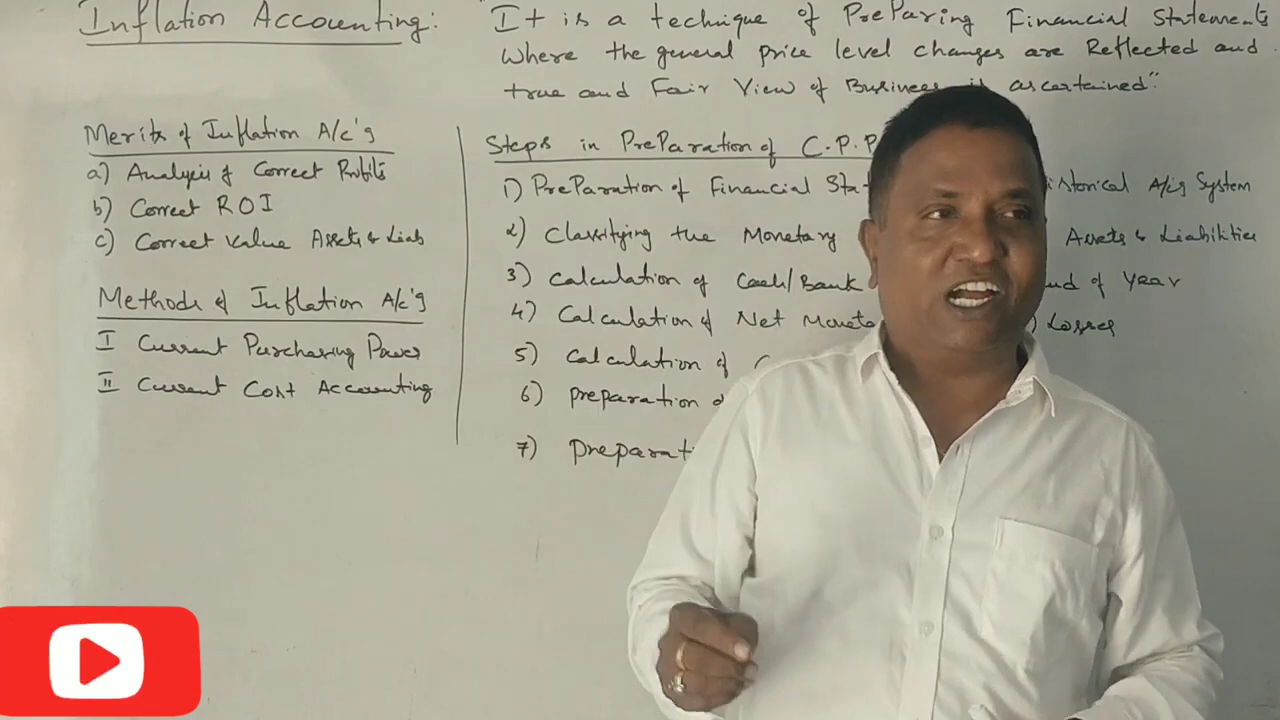 Inflation Accounting:
"It is a technique of Preparing Financial Statements
Where the general price level changes are Reflected and
true and Fair View of Business is ascertained"
Merits of Inflation A/c's
a) Analysis of Correct Profits
b) Correct ROI
c) Correct Value Assets & Liab
Methods of Inflation A/c's
I Current Purchasing Power
II Current Cost Accounting
Steps in Preparation of C.P.P
1) Preparation of Financial Stat Historical A/cg System
2) Classifying the Monetary Assets & Liabilities
3) Calculation of Cash/Bank end of Year
4) Calculation of Net Moneta Losses
5) Calculation of C
6) Preparation o
7) Preparat